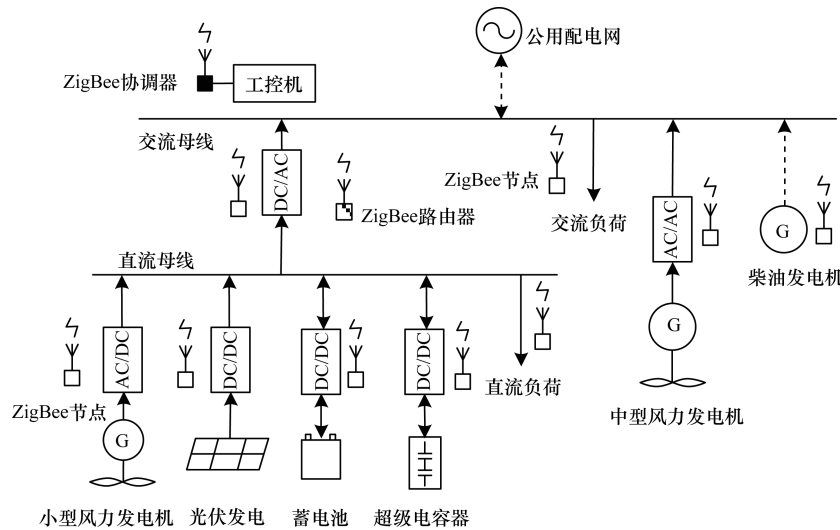 公用配电网
ZigBee协调器
工控机
交流母线
DC/AC
ZigBee路由器
ZigBee节点
交流负荷
AC/AC
G
柴油发电机
直流母线
AC/DC
DC/DC
DC/DC
DC/DC
直流负荷
G
中型风力发电机
ZigBee节点
G
小型风力发电机
光伏发电
蓄电池
超级电容器